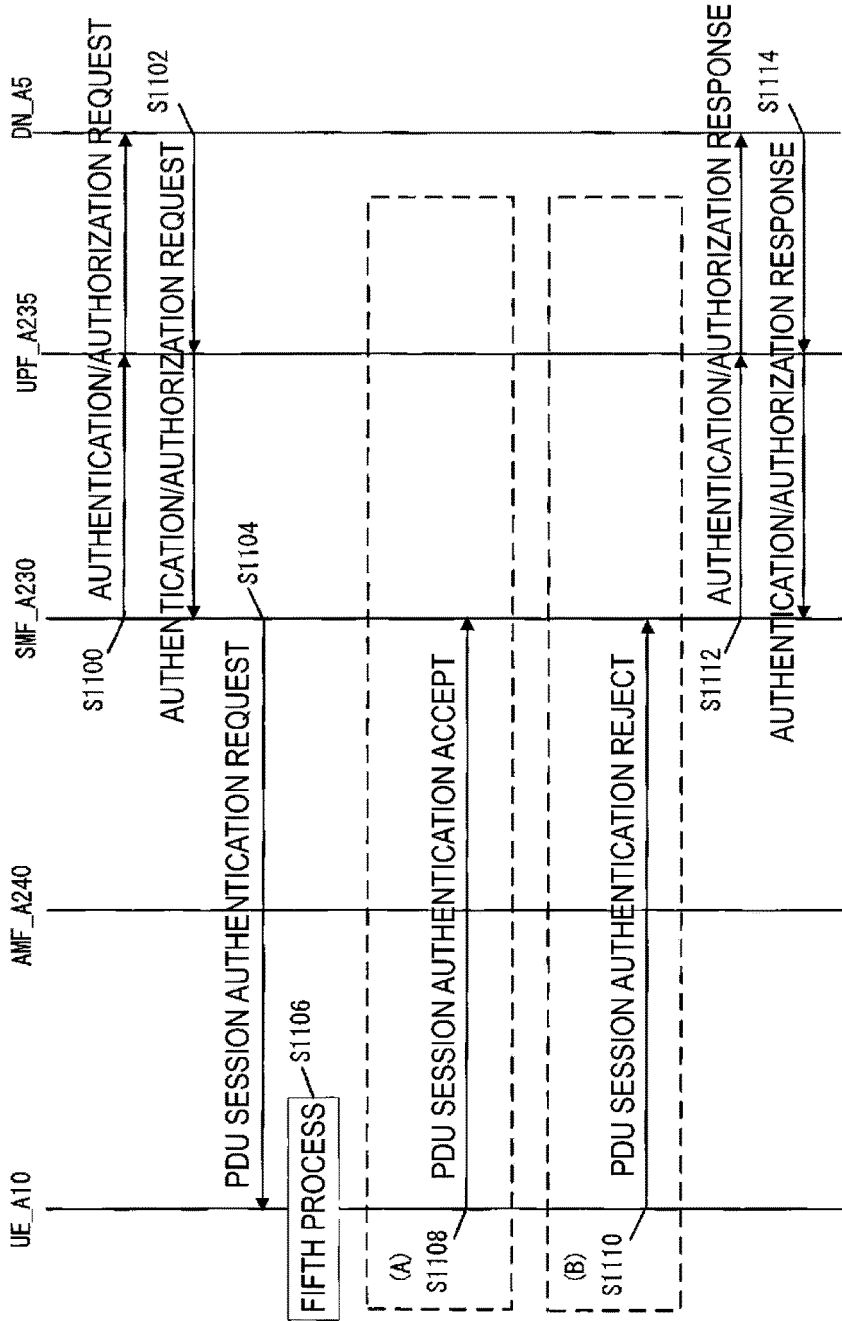 UE_A10
AMF_A240
SMF_A230
UPF_A235
DN_A5
S1100
AUTHENTICATION/AUTHORIZATION REQUEST
AUTHENTICATION/AUTHORIZATION REQUEST
S1102
PDU SESSION AUTHENTICATION REQUEST
S1104
FIFTH PROCESS
S1106
(A)
S1108
PDU SESSION AUTHENTICATION ACCEPT
(B)
S1110
PDU SESSION AUTHENTICATION REJECT
S1112
AUTHENTICATION/AUTHORIZATION RESPONSE
AUTHENTICATION/AUTHORIZATION RESPONSE
S1114